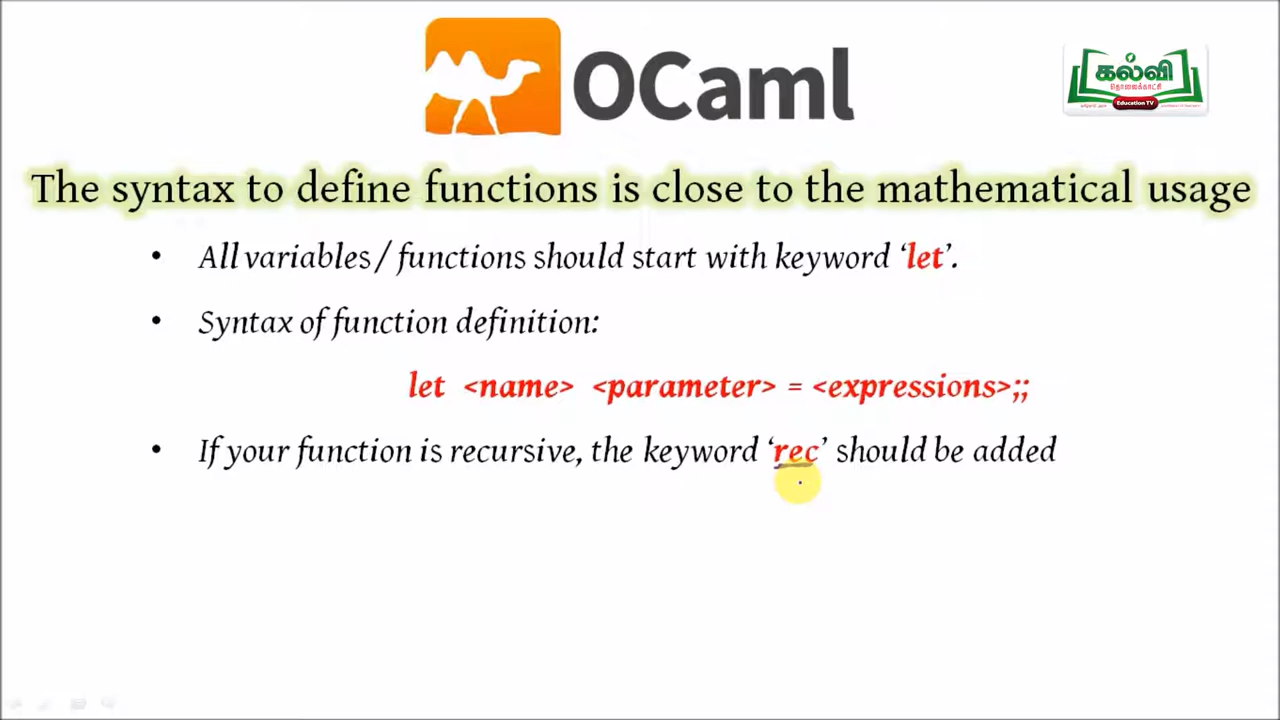 OCaml
கல்வி
தொலைக்காட்சி
Education TV
The syntax to define functions is close to the mathematical usage
• All variables / functions should start with keyword ‘let’.
• Syntax of function definition:
let <name> <parameter> = <expressions>;;
• If your function is recursive, the keyword ‘rec’ should be added